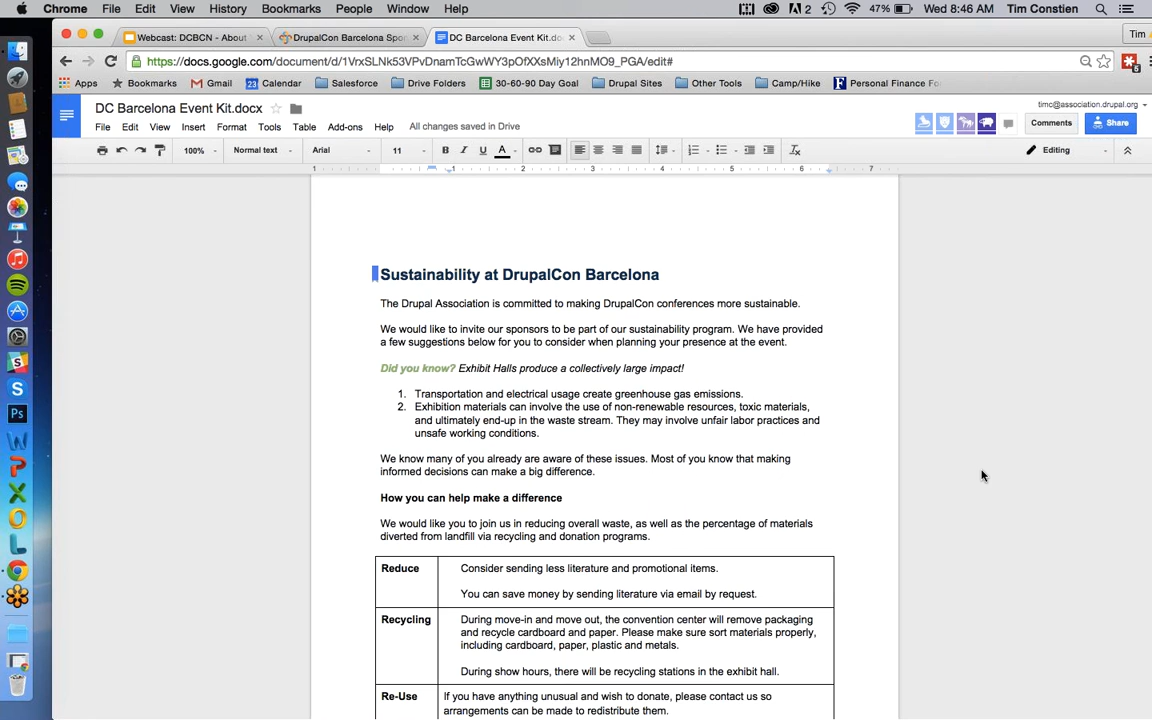 Chrome File Edit View History Bookmarks People Window Help
2 47% Wed 8:46 AM Tim Constien
Webcast: DCBCN - About
DrupalCon Barcelona Spo
DC Barcelona Event Kit.do
Tim
https://docs.google.com/document/d/1VrxSLNk53VPvDnamTcGwWY3pOfXXsMiy12hnMO9_PGA/edit#
5
Apps Bookmarks Gmail 23 Calendar Salesforce Drive Folders 30-60-90 Day Goal Drupal Sites Other Tools Camp/Hike Personal Finance Fo
DC Barcelona Event Kit.docx
timc@association.drupal.org
File Edit View Insert Format Tools Table Add-ons Help All changes saved in Drive
Comments Share
100% Normal text Arial 11 B I U A Editing
1 1 2 3 4 5 6 7
Sustainability at DrupalCon Barcelona
The Drupal Association is committed to making DrupalCon conferences more sustainable.
We would like to invite our sponsors to be part of our sustainability program. We have provided
a few suggestions below for you to consider when planning your presence at the event.
Did you know? Exhibit Halls produce a collectively large impact!
1. Transportation and electrical usage create greenhouse gas emissions.
2. Exhibition materials can involve the use of non-renewable resources, toxic materials,
and ultimately end-up in the waste stream. They may involve unfair labor practices and
unsafe working conditions.
We know many of you already are aware of these issues. Most of you know that making
informed decisions can make a big difference.
How you can help make a difference
We would like you to join us in reducing overall waste, as well as the percentage of materials
diverted from landfill via recycling and donation programs.
Reduce
Consider sending less literature and promotional items.
You can save money by sending literature via email by request.
Recycling
During move-in and move out, the convention center will remove packaging
and recycle cardboard and paper. Please make sure sort materials properly,
including cardboard, paper, plastic and metals.
During show hours, there will be recycling stations in the exhibit hall.
Re-Use
If you have anything unusual and wish to donate, please contact us so
arrangements can be made to redistribute them.